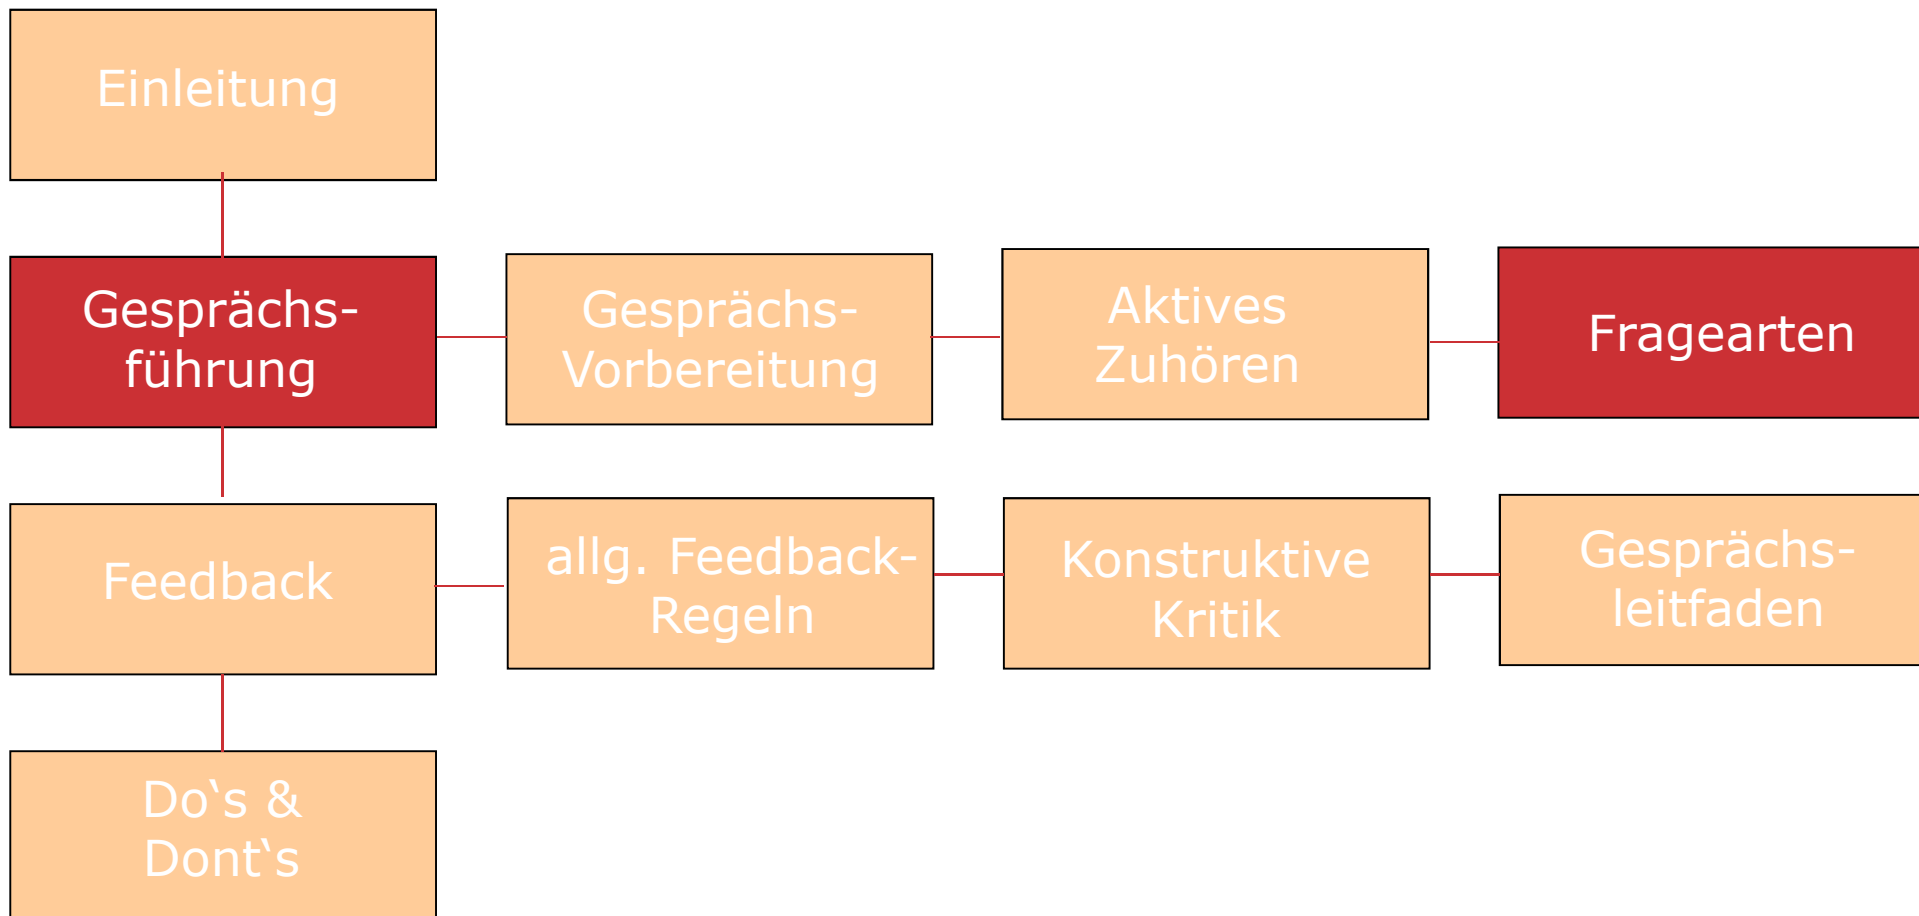 Einleitung
Gesprächs-
führung
Gesprächs-
Vorbereitung
Aktives
Zuhören
Fragearten
Feedback
allg. Feedback-
Regeln
Konstruktive
Kritik
Gesprächs-
leitfaden
Do‛s &
Dont‛s